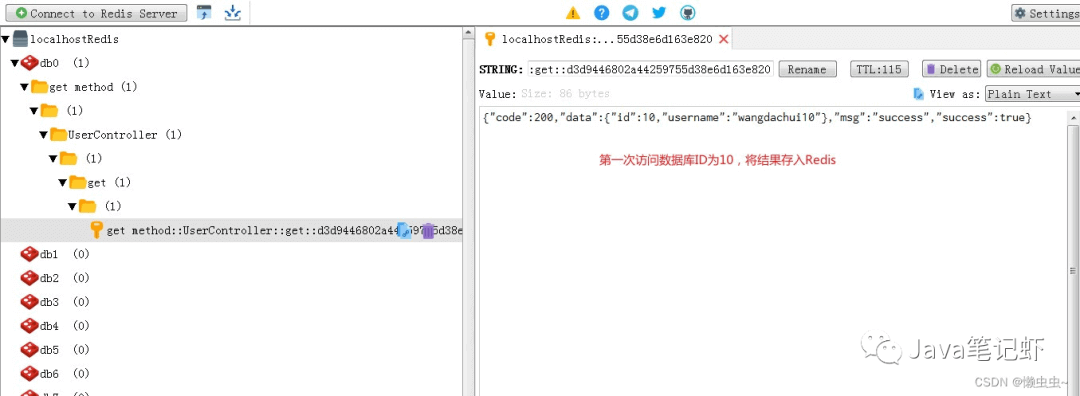 Connect to Redis Server
Settings
localhostRedis
db0 (1)
get method (1)
(1)
UserController (1)
(1)
get (1)
(1)
get method::UserController::get::d3d9446802a44259755d38e
db1 (0)
db2 (0)
db3 (0)
db4 (0)
db5 (0)
db6 (0)
localhostRedis:...55d38e6d163e820
STRING: :get::d3d9446802a44259755d38e6d163e820 Rename TTL:115 Delete Reload Value
Value: Size: 86 bytes View as: Plain Text
{"code":200,"data":{"id":10,"username":"wangdachui10"},"msg":"success","success":true}
第一次访问数据库ID为10，将结果存入Redis
Java笔记虾
CSDN @懒虫虫~